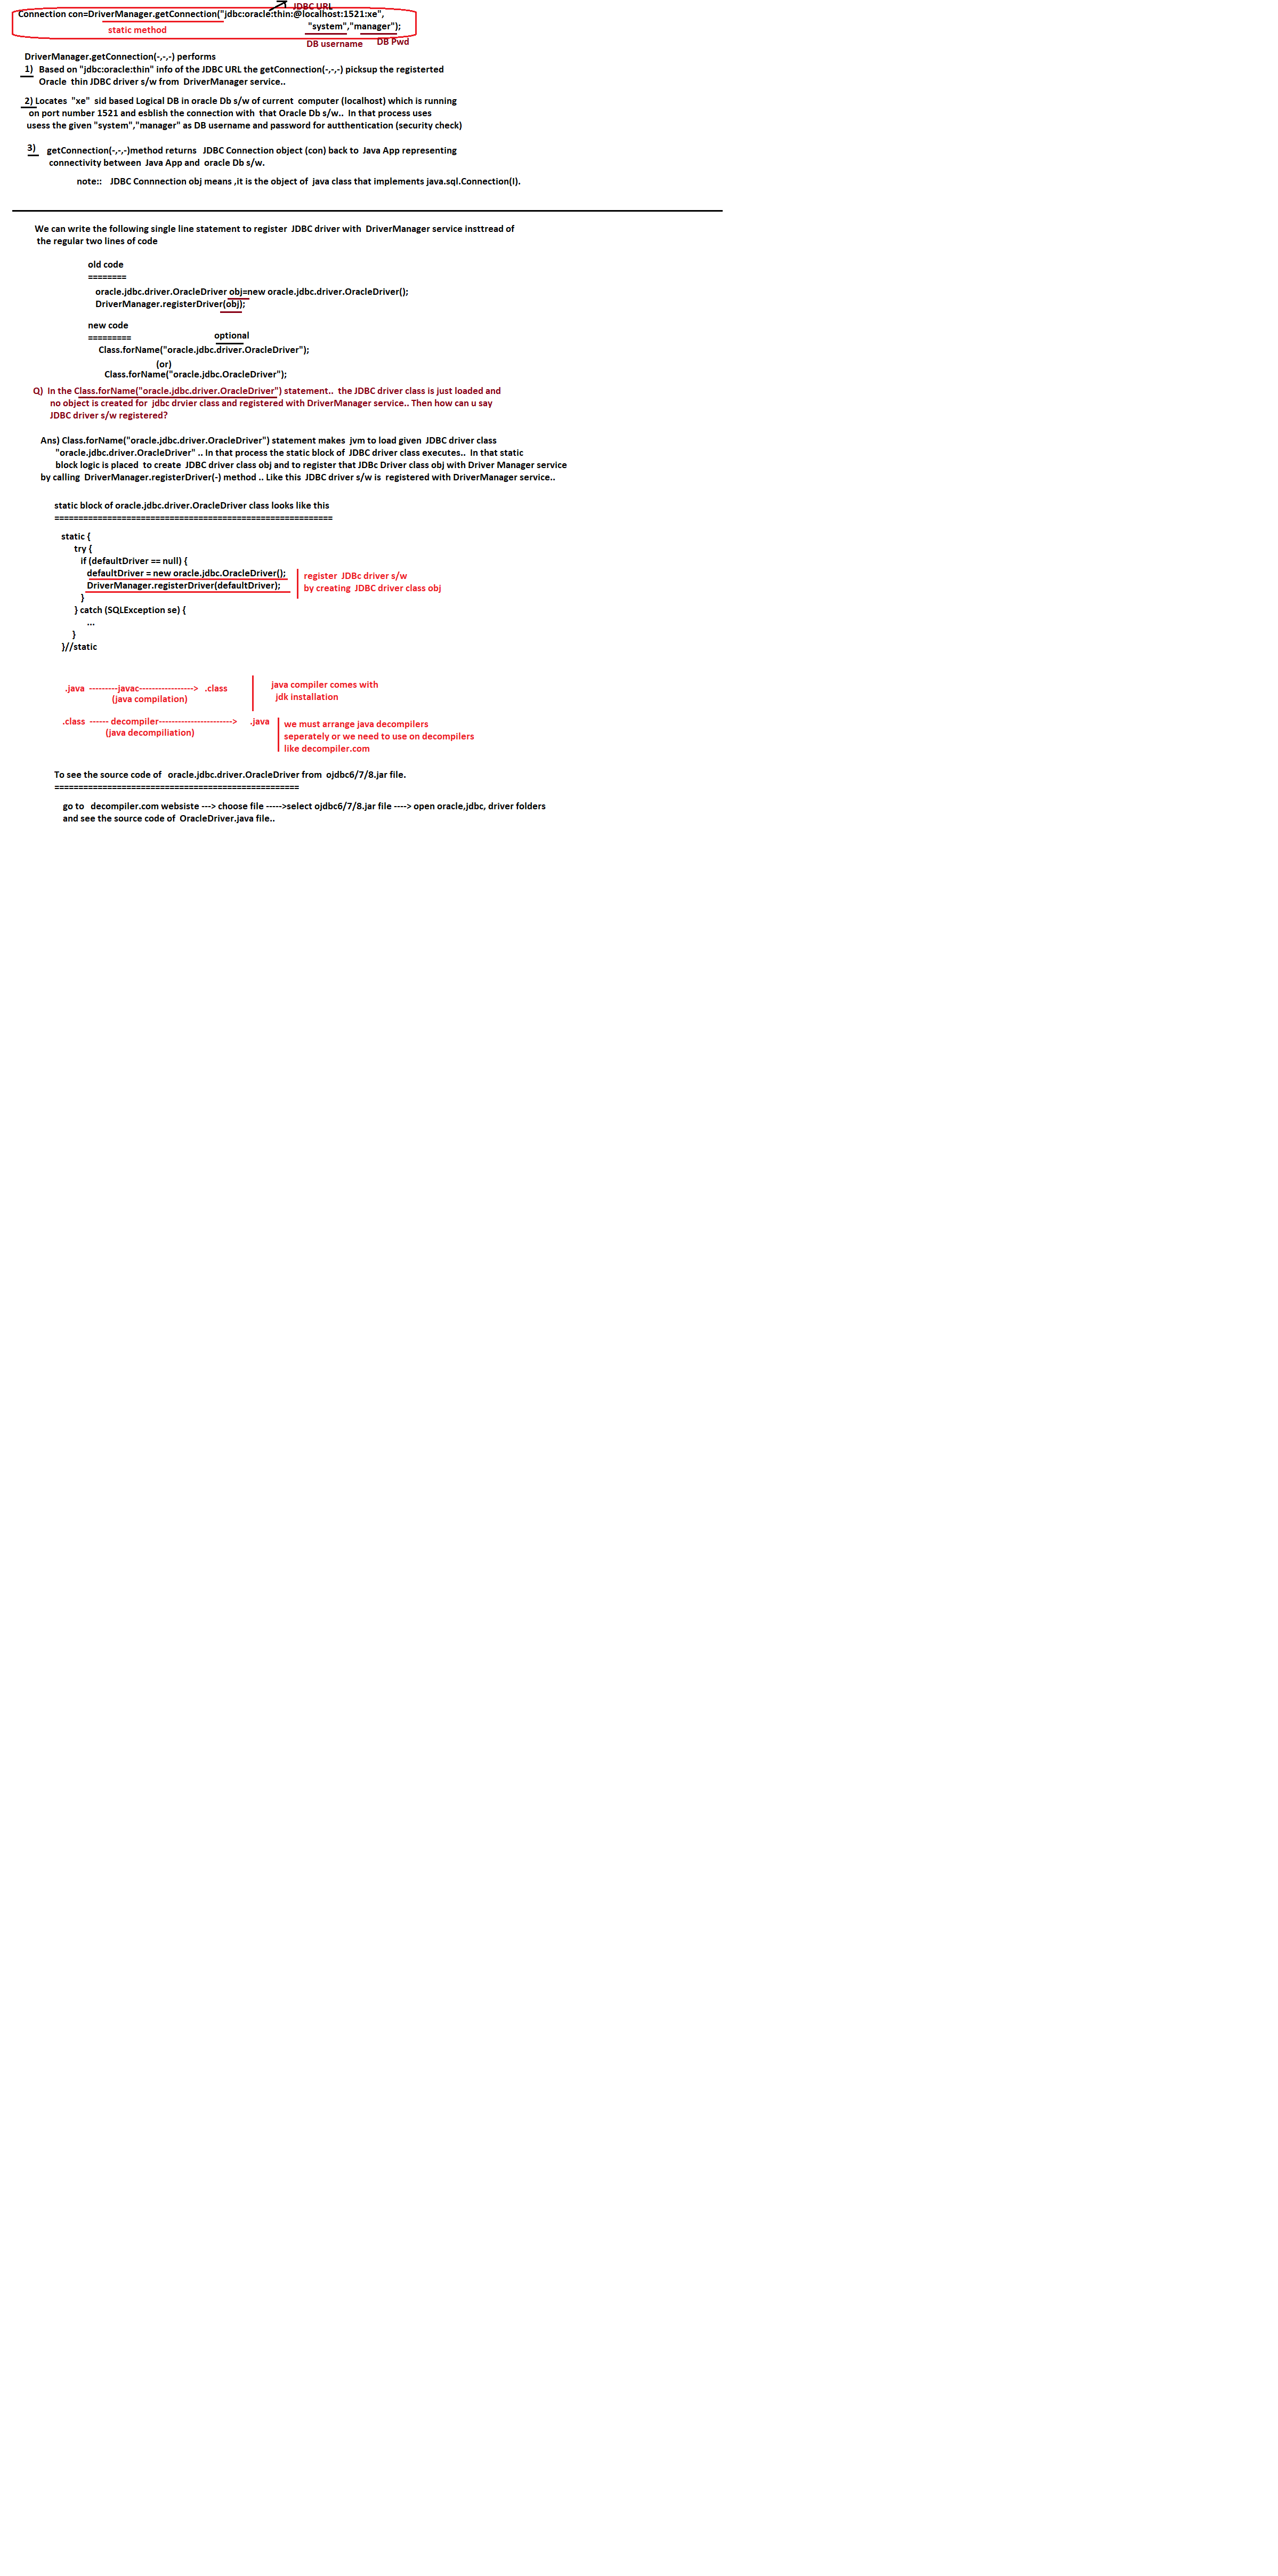 JDBC URL
Connection con=DriverManager.getConnection("jdbc:oracle:thin:@localhost:1521:xe",
"system","manager");
static method
DB username DB Pwd
DriverManager.getConnection(-,-,-) performs
1) Based on "jdbc:oracle:thin" info of the JDBC URL the getConnection(-,-,-) picksup the registerted
Oracle thin JDBC driver s/w from DriverManager service..
2) Locates "xe" sid based Logical DB in oracle Db s/w of current computer (localhost) which is running
on port number 1521 and esblish the connection with that Oracle Db s/w.. In that process uses
usess the given "system","manager" as DB username and password for autthentication (security check)
3) getConnection(-,-,-)method returns JDBC Connection object (con) back to Java App representing
connectivity between Java App and oracle Db s/w.
note:: JDBC Connnection obj means ,it is the object of java class that implements java.sql.Connection(I).
We can write the following single line statement to register JDBC driver with DriverManager service insttread of
the regular two lines of code
old code
========
oracle.jdbc.driver.OracleDriver obj=new oracle.jdbc.driver.OracleDriver();
DriverManager.registerDriver(obj);
new code
=========
optional
Class.forName("oracle.jdbc.driver.OracleDriver");
(or)
Class.forName("oracle.jdbc.OracleDriver");
Q) In the Class.forName("oracle.jdbc.driver.OracleDriver") statement.. the JDBC driver class is just loaded and
no object is created for jdbc drvier class and registered with DriverManager service.. Then how can u say
JDBC driver s/w registered?
Ans) Class.forName("oracle.jdbc.driver.OracleDriver") statement makes jvm to load given JDBC driver class
"oracle.jdbc.driver.OracleDriver" .. In that process the static block of JDBC driver class executes.. In that static
block logic is placed to create JDBC driver class obj and to register that JDBc Driver class obj with Driver Manager service
by calling DriverManager.registerDriver(-) method .. Like this JDBC driver s/w is registered with DriverManager service..
static block of oracle.jdbc.driver.OracleDriver class looks like this
==========================================================
static {
try {
if (defaultDriver == null) {
defaultDriver = new oracle.jdbc.OracleDriver();
DriverManager.registerDriver(defaultDriver);
register JDBc driver s/w
by creating JDBC driver class obj
}
} catch (SQLException se) {
...
}
}//static
.java ---------javac-----------------> .class
(java compilation)
java compiler comes with
jdk installation
.class ------ decompiler-----------------------> .java
(java decompiliation)
we must arrange java decompilers
seperately or we need to use on decompilers
like decompiler.com
To see the source code of oracle.jdbc.driver.OracleDriver from ojdbc6/7/8.jar file.
===================================================
go to decompiler.com websiste ---> choose file ----->select ojdbc6/7/8.jar file ----> open oracle,jdbc, driver folders
and see the source code of OracleDriver.java file..